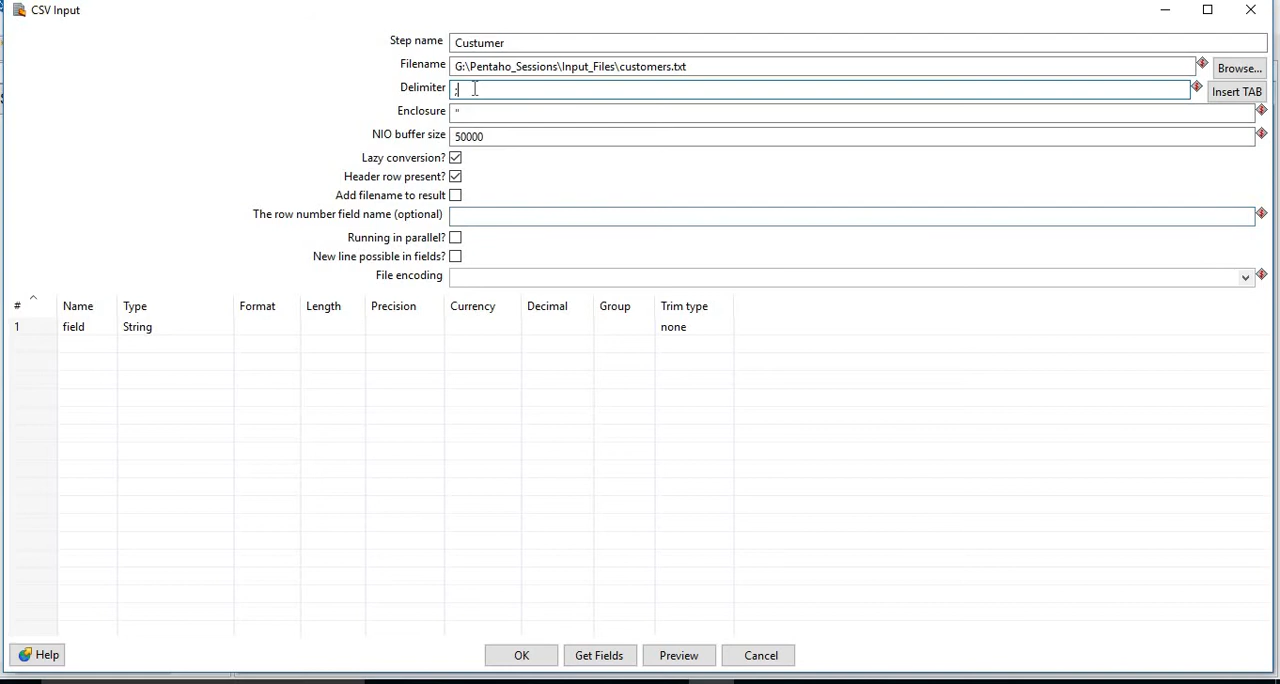 CSV Input
Step name Custumer
Filename G:\Pentaho_Sessions\Input_Files\customers.txt Browse...
Delimiter ; Insert TAB
Enclosure "
NIO buffer size 50000
Lazy conversion?
Header row present?
Add filename to result
The row number field name (optional)
Running in parallel?
New line possible in fields?
File encoding
# Name Type Format Length Precision Currency Decimal Group Trim type
1 field String none
Help OK Get Fields Preview Cancel